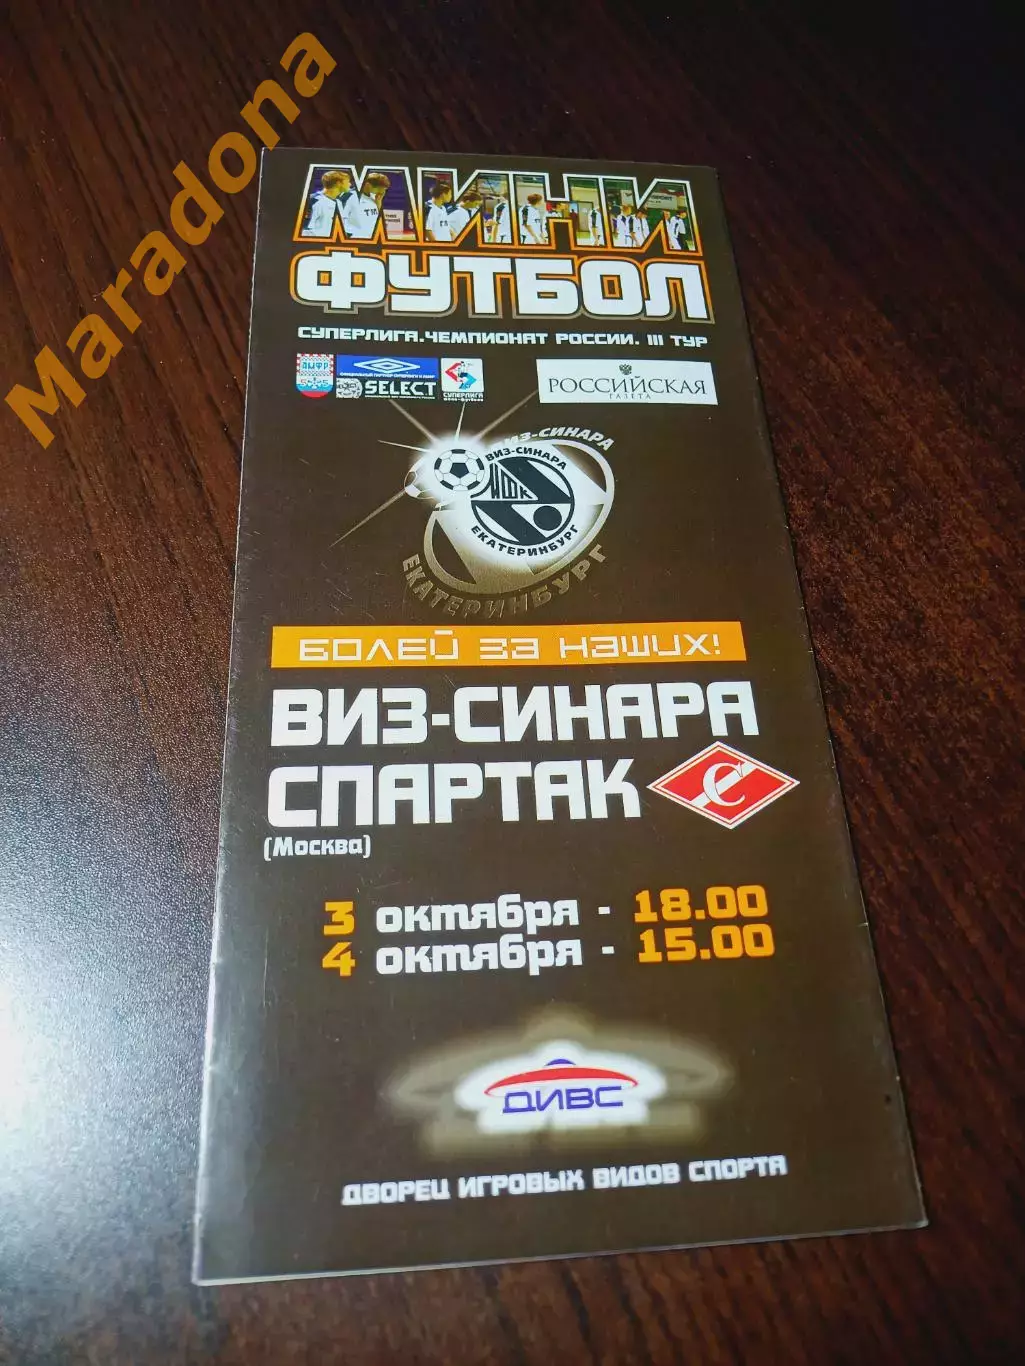 Maradona
МИНИ
ФУТБОЛ
СУПЕРЛИГА.ЧЕМПИОНАТ РОССИИ. III ТУР
АМФР
SELECT
СУПЕРЛИГА
РОССИЙСКАЯ
ГАЗЕТА
ВИЗ-СИНАРА
ВИЗ-СИНАРА
МФК
ЕКАТЕРИНБУРГ
ЕКАТЕРИНБУРГ
БОЛЕЙ ЗА НАШИХ!
ВИЗ-СИНАРА
СПАРТАК
(Москва)
3 октября - 18.00
4 октября - 15.00
ДИВС
ДВОРЕЦ ИГРОВЫХ ВИДОВ СПОРТА